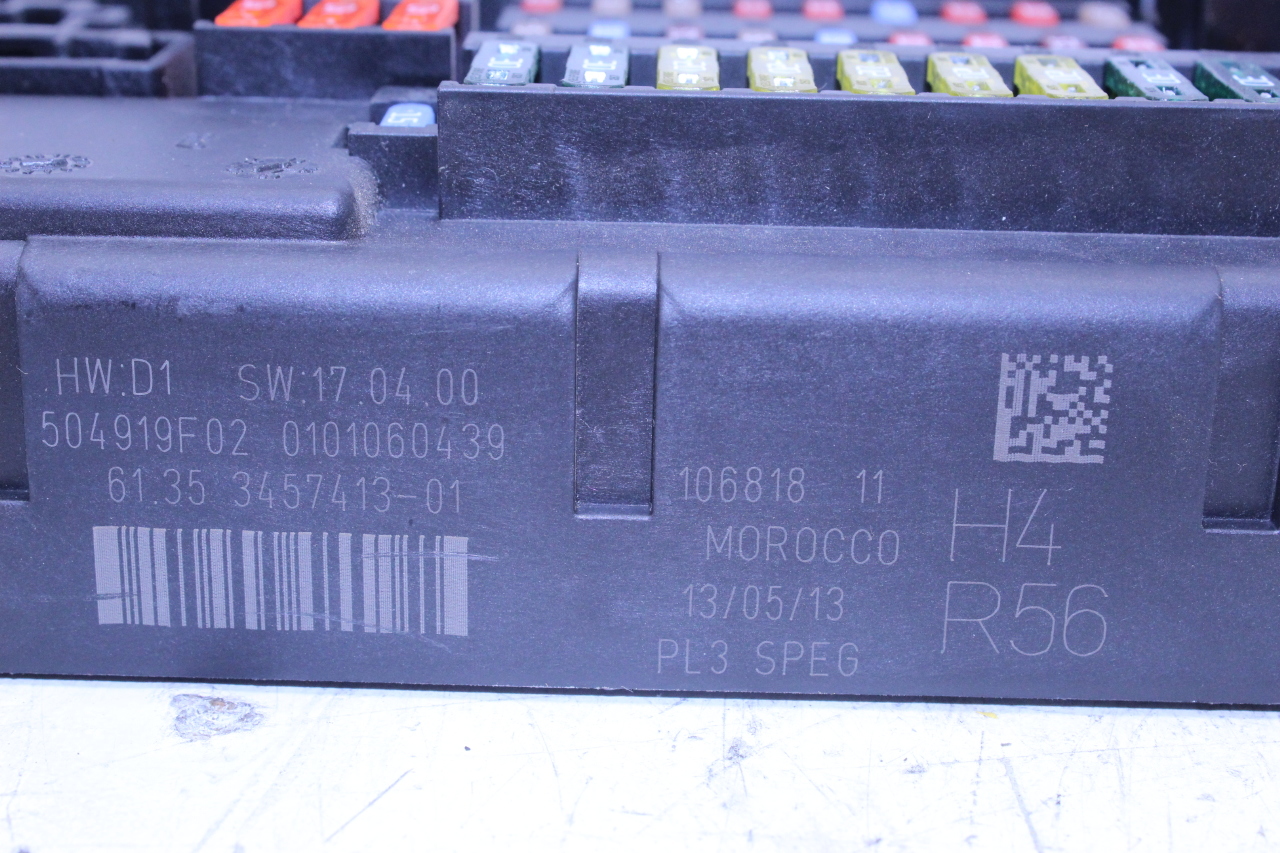 HW:D1 SW:17.04.00
504919F02 0101060439
61.35 3457413-01
106818 11
MOROCCO
13/05/13
PL3 SPEG
H4
R56